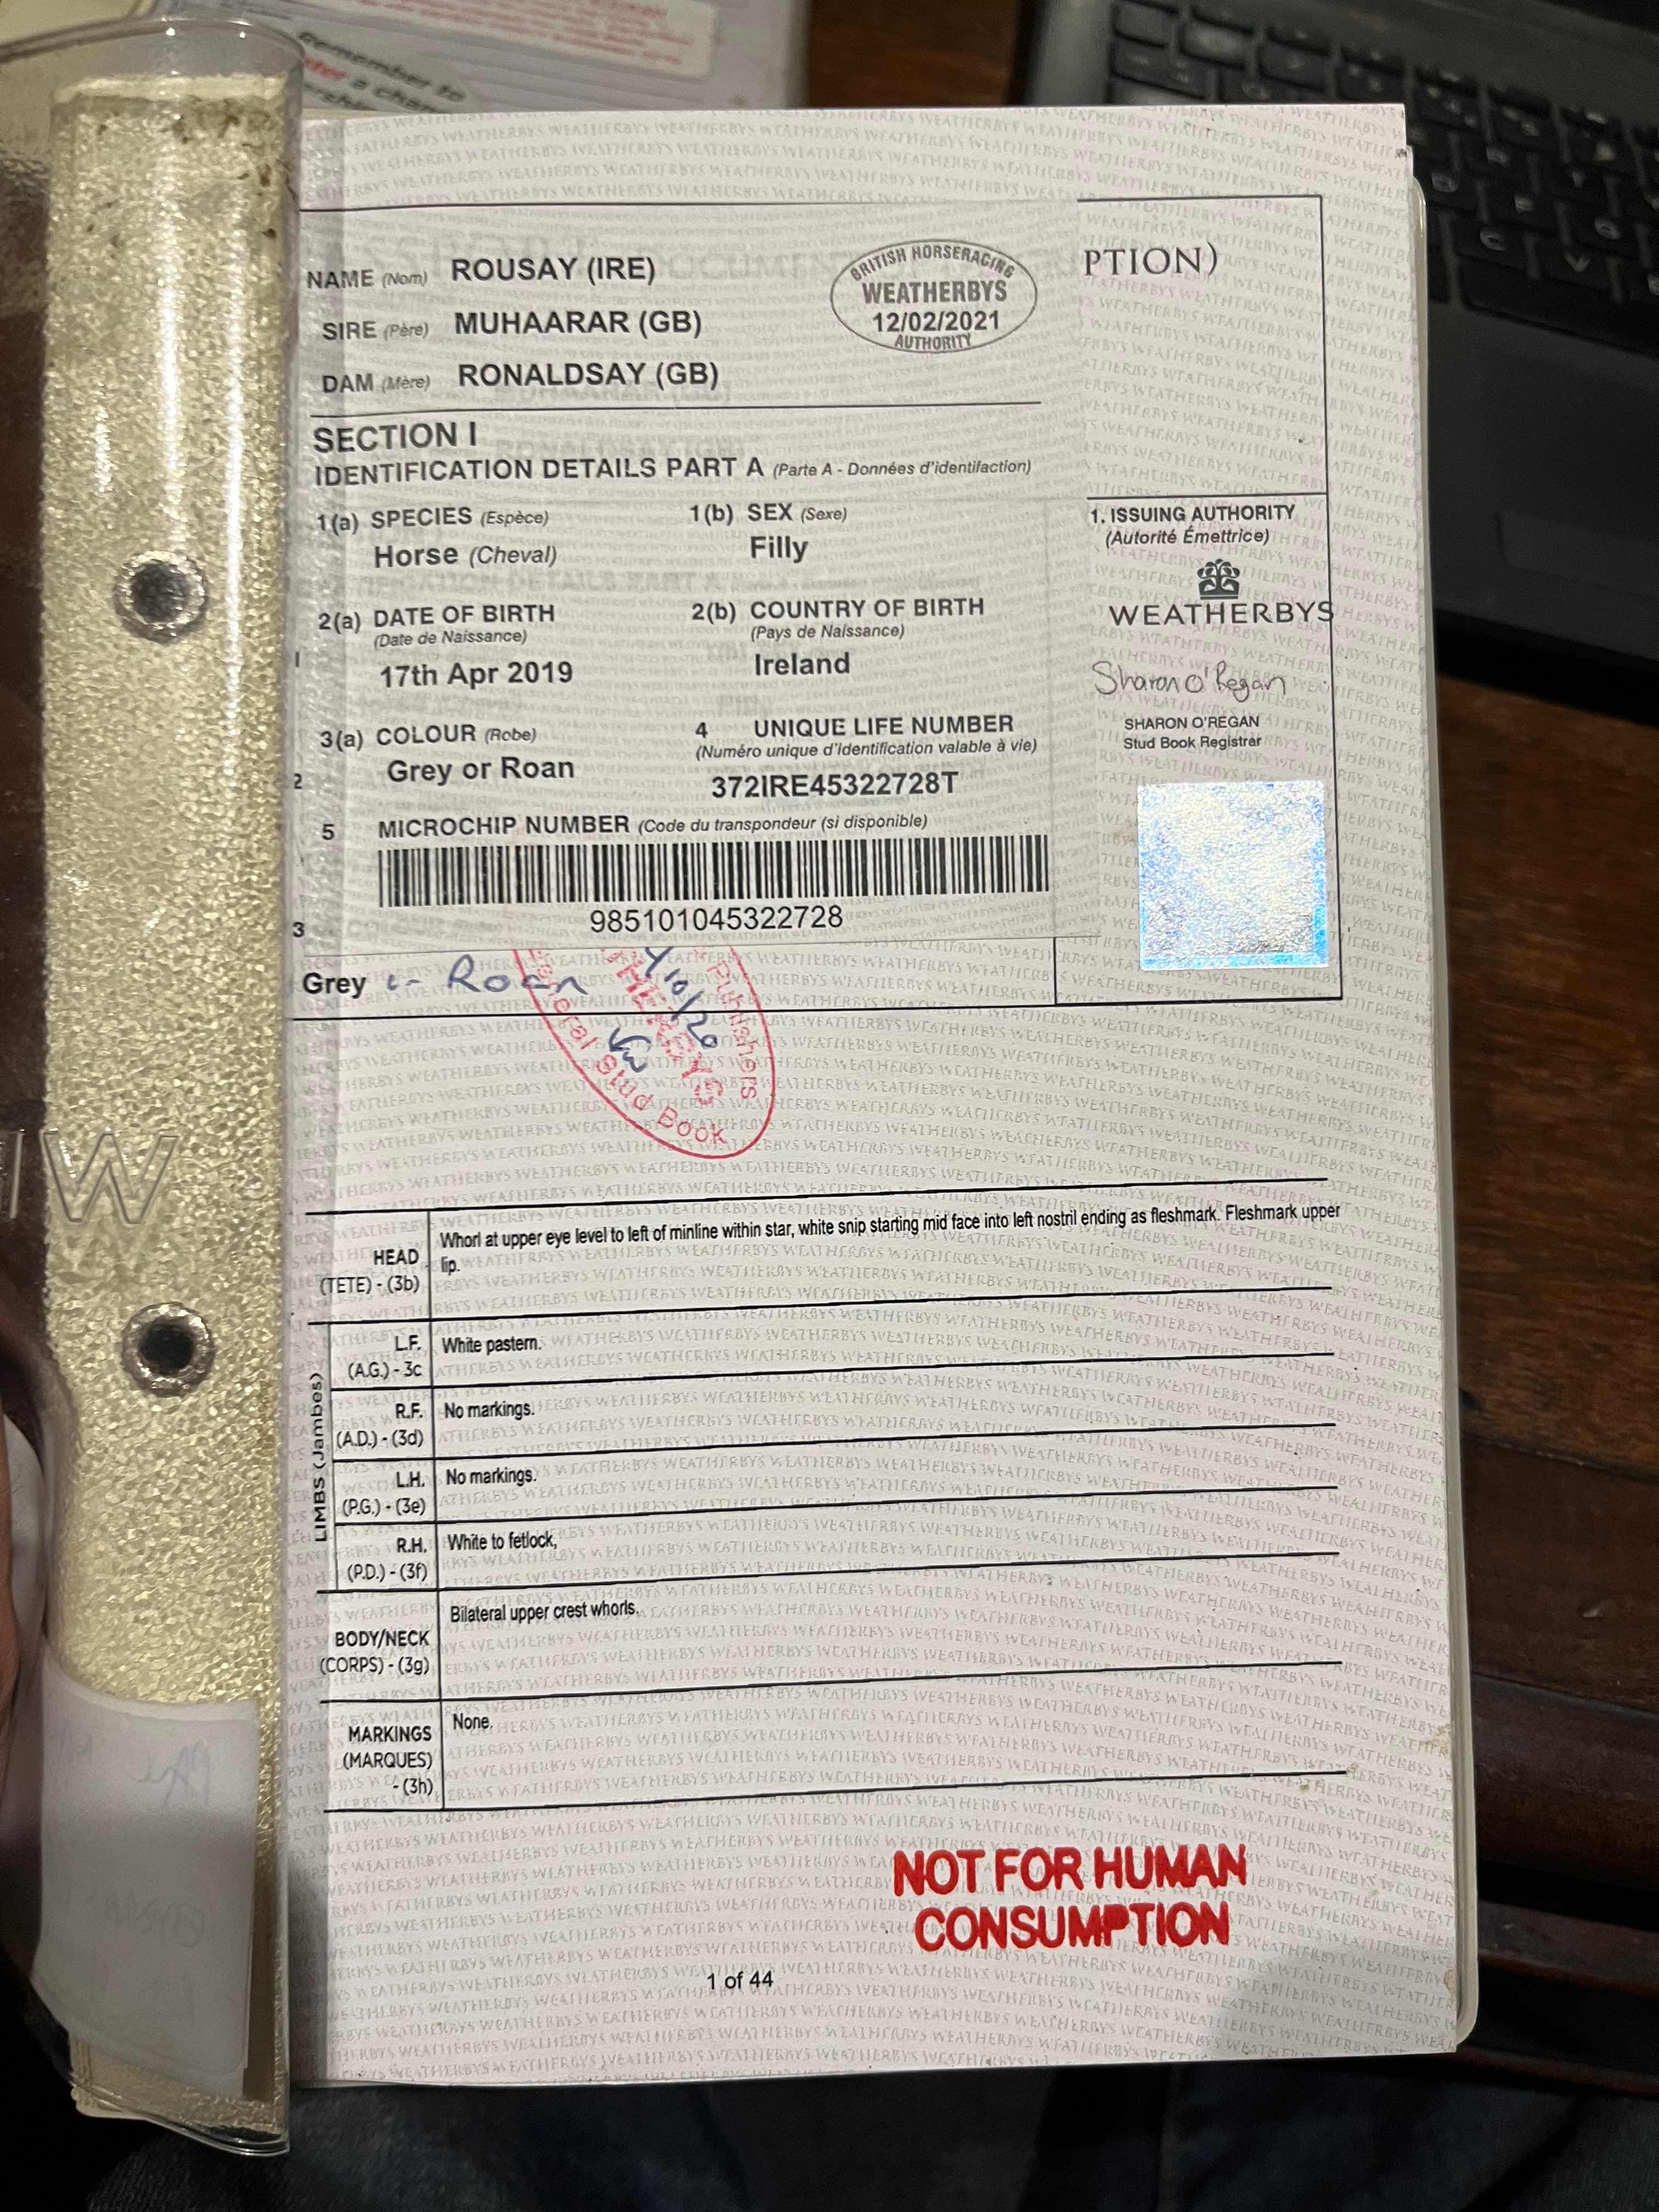 Remember to
NAME (Nom) ROUSAY (IRE)
SIRE (Père) MUHAARAR (GB)
DAM (Mère) RONALDSAY (GB)
BRITISH HORSERACING
WEATHERBYS
12/02/2021
AUTHORITY
PTION)
SECTION I
IDENTIFICATION DETAILS PART A (Parte A - Données d'identifaction)
1(a) SPECIES (Espèce)
Horse (Cheval)
1(b) SEX (Sexe)
Filly
2(a) DATE OF BIRTH
(Date de Naissance)
17th Apr 2019
2(b) COUNTRY OF BIRTH
(Pays de Naissance)
Ireland
3(a) COLOUR (Robe)
Grey or Roan
4 UNIQUE LIFE NUMBER
(Numéro unique d'identification valable à vie)
372IRE45322728T
5 MICROCHIP NUMBER (Code du transpondeur (si disponible)
985101045322728
1. ISSUING AUTHORITY
(Autorité Émettrice)
WEATHERBYS
Sharon O'Regan
SHARON O'REGAN
Stud Book Registrar
1
2
3
Grey or Roan
Publishers
Stud Book
HEAD
(TETE) - (3b)
Whorl at upper eye level to left of minline within star, white snip starting mid face into left nostril ending as fleshmark. Fleshmark upper
lip.
LIMBS (Jambes)
L.F.
(A.G.) - 3c
White pastern.
R.F.
(A.D.) - (3d)
No markings.
L.H.
(P.G.) - (3e)
No markings.
R.H.
(P.D.) - (3f)
White to fetlock,
BODY/NECK
(CORPS) - (3g)
Bilateral upper crest whorls.
MARKINGS
(MARQUES)
- (3h)
None.
NOT FOR HUMAN
CONSUMPTION
1 of 44